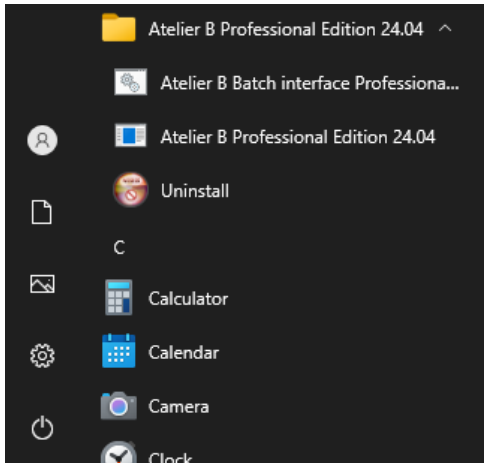 Atelier B Professional Edition 24.04
Atelier B Batch interface Professiona...
Atelier B Professional Edition 24.04
Uninstall
C
Calculator
Calendar
Camera
Clock